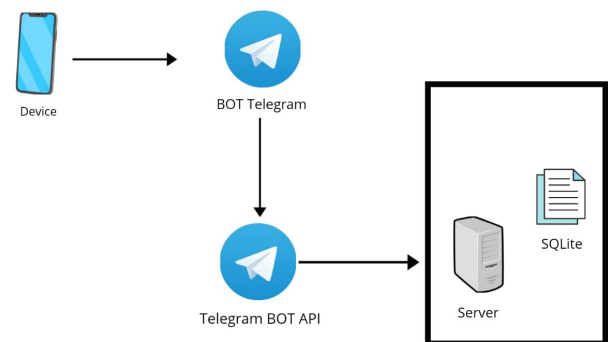 Device
BOT Telegram
SQLite
Server
Telegram BOT API